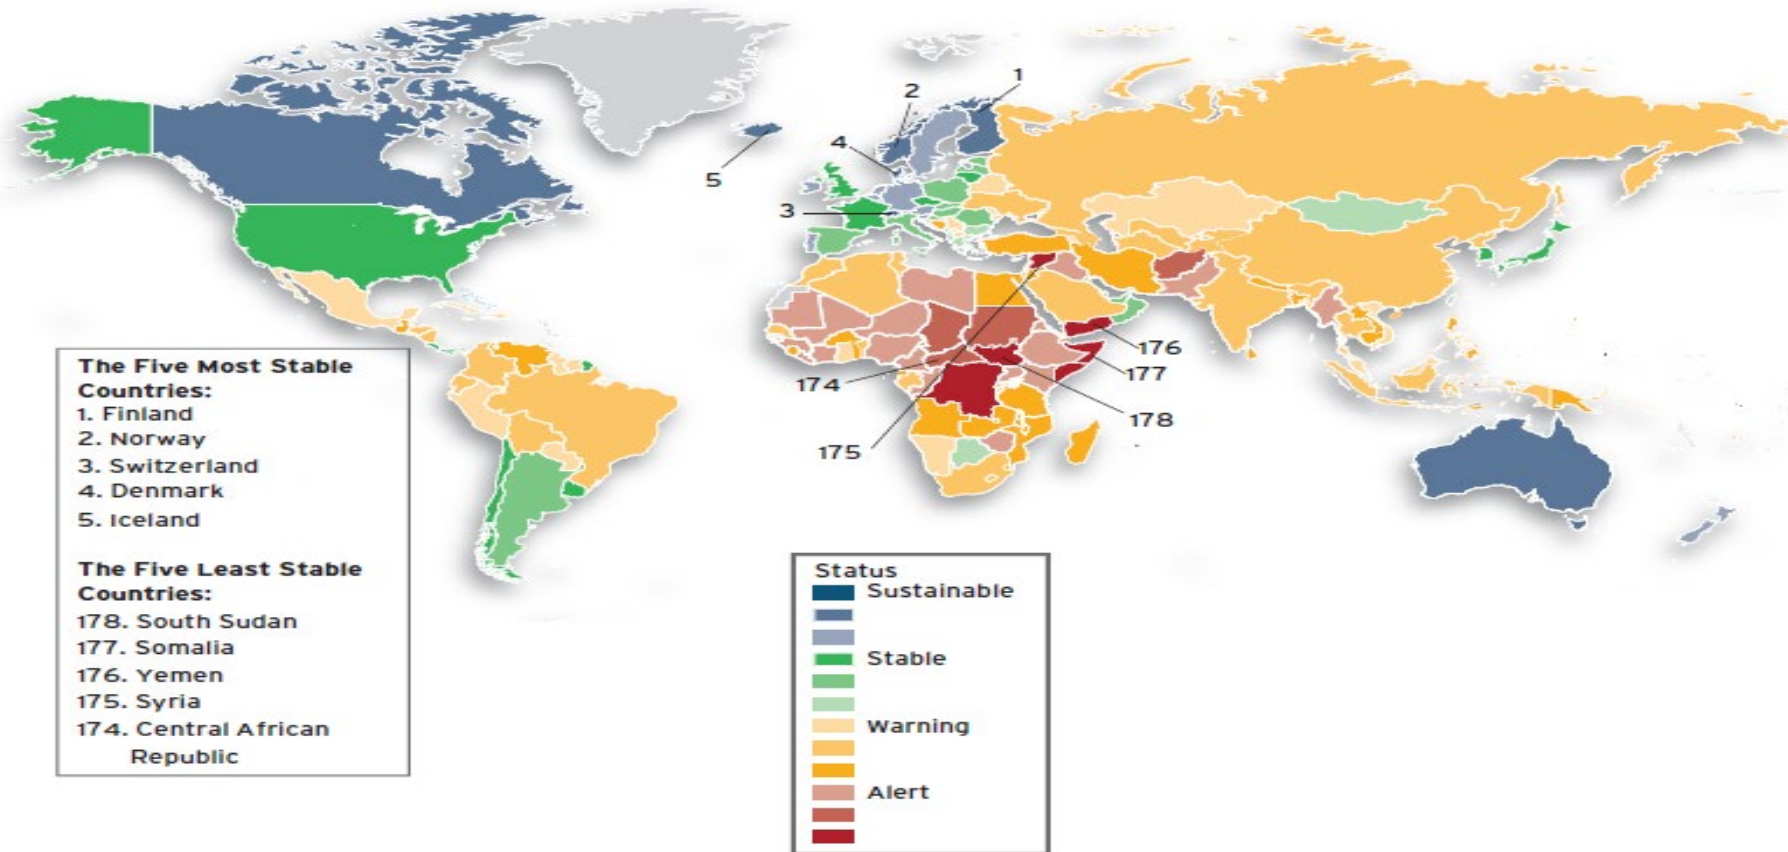 1
2
4
5
3
176
177
174
178
175
The Five Most Stable
Countries:
1. Finland
2. Norway
3. Switzerland
4. Denmark
5. Iceland
The Five Least Stable
Countries:
178. South Sudan
177. Somalia
176. Yemen
175. Syria
174. Central African
Republic
Status
Sustainable
Stable
Warning
Alert